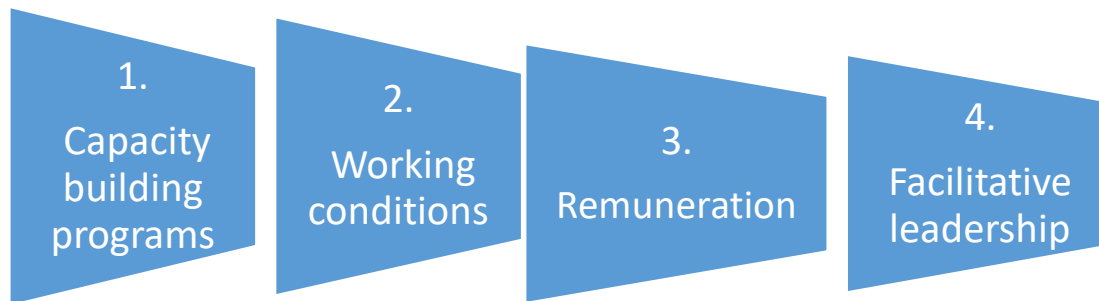 1.
Capacity
building
programs
2.
Working
conditions
3.
Remuneration
4.
Facilitative
leadership